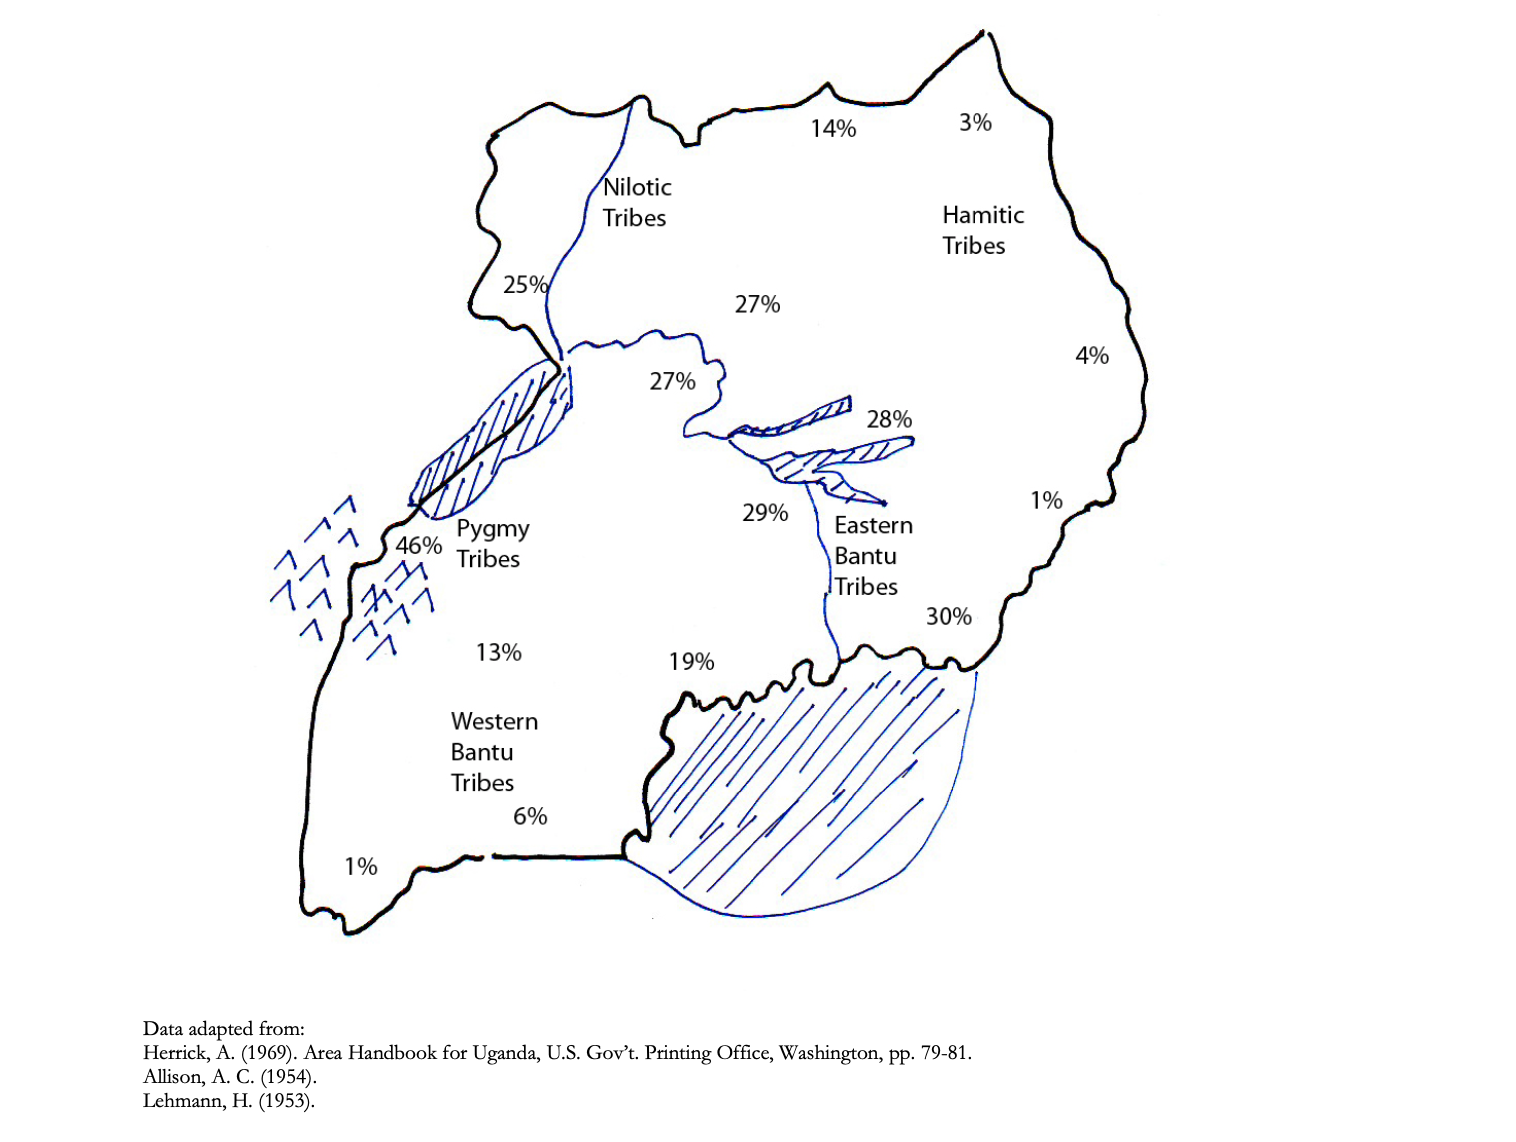 14%
3%
Nilotic
Tribes
Hamitic
Tribes
25%
27%
4%
27%
28%
29%
1%
Eastern
Bantu
Tribes
Pygmy
Tribes
46%
30%
13%
19%
Western
Bantu
Tribes
6%
1%
Data adapted from:
Herrick, A. (1969). Area Handbook for Uganda, U.S. Gov’t. Printing Office, Washington, pp. 79-81.
Allison, A. C. (1954).
Lehmann, H. (1953).